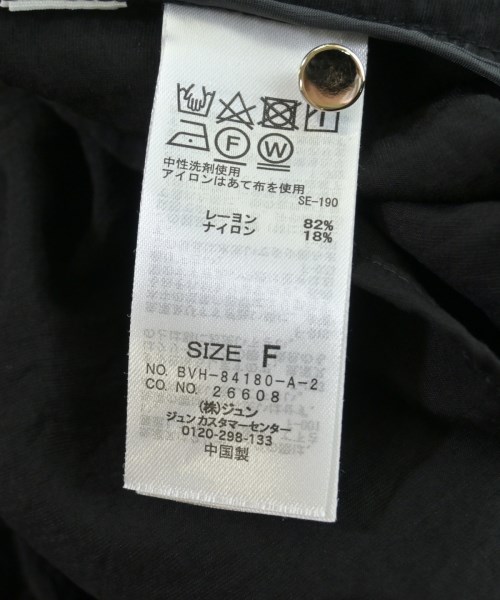 F W
中性洗剤使用
アイロンはあて布を使用
SE-190
レーヨン 82%
ナイロン 18%
SIZE F
NO. BVH-84180-A-2
CO. NO. 26608
(株)ジュン
ジュン カスタマーセンター
0120-298-133
中国製